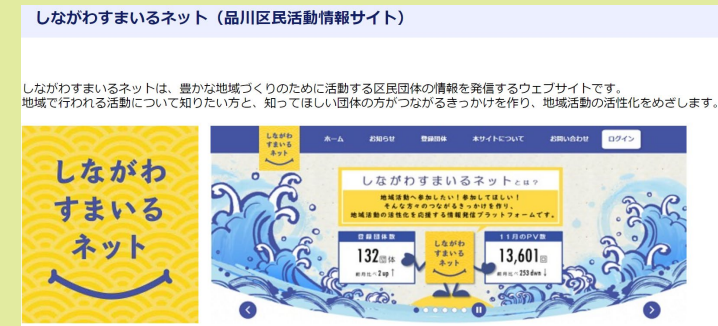 しながわすまいるネット（品川区民活動情報サイト）
しながわすまいるネットは、豊かな地域づくりのために活動する区民団体の情報を発信するウェブサイトです。
地域で行われる活動について知りたい方と、知ってほしい団体の方がつながるきっかけを作り、地域活動の活性化をめざします。
しながわ
すまいる
ネット
しながわ
すまいる
ネット
ホーム お知らせ 登録団体 本サイトについて お問い合わせ ログイン
しながわすまいるネットとは？
地域活動へ参加したい！参加してほしい！
そんな方々のつながるきっかけを作り、
地域活動の活性化を応援する情報発信プラットフォームです。
登録団体数
132団体
前月比 2 up ↑
しながわ
すまいる
ネット
11月のPV数
13,601回
前月比 253 dwn ↓